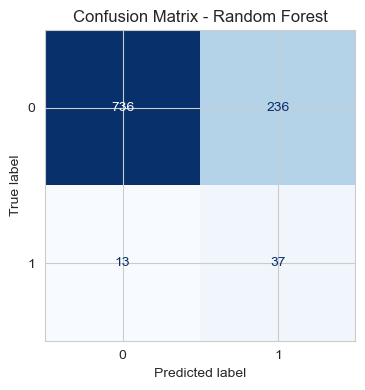 Confusion Matrix - Random Forest
0
736
236
True label
1
13
37
0
1
Predicted label